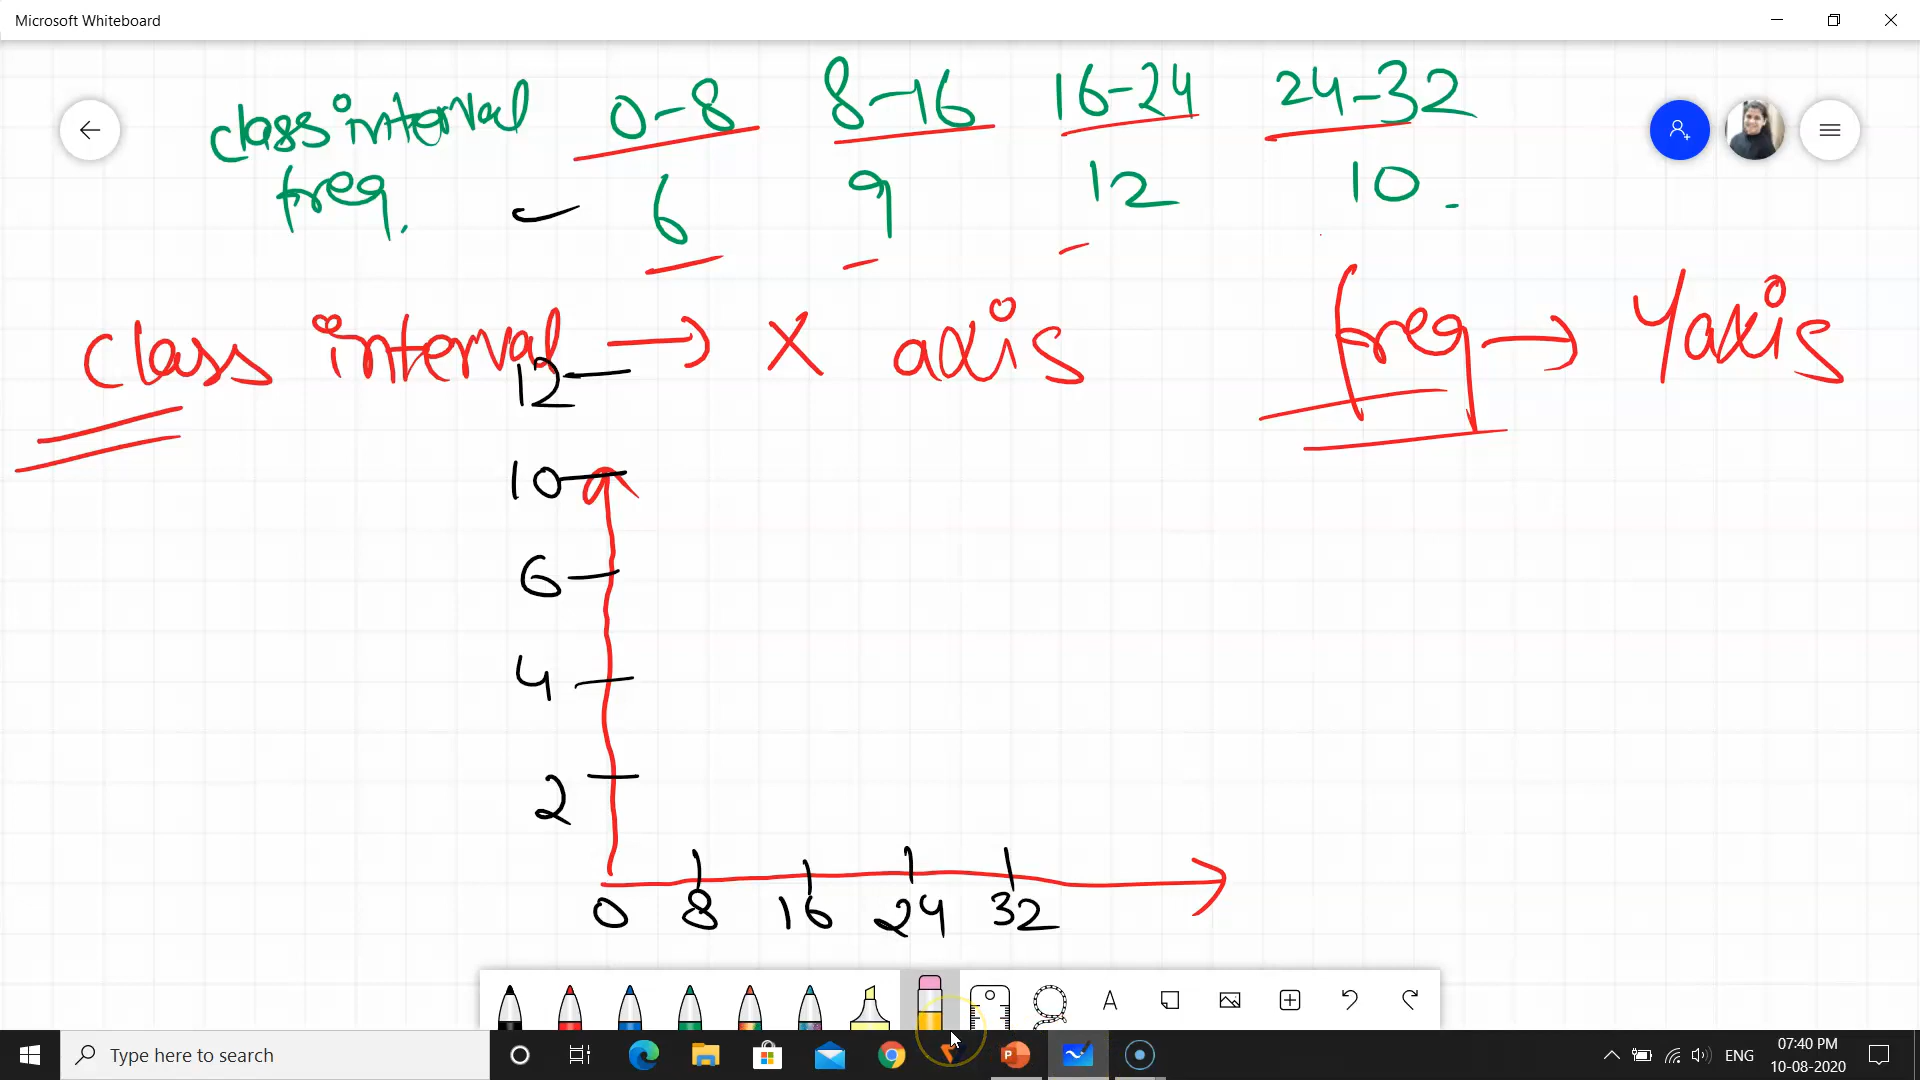 Microsoft Whiteboard
class interval 0-8 8-16 16-24 24-32
freq. 6 9 12 10
class interval → X axis freq → Y axis
12
10
6
4
2
0 8 16 24 32
Type here to search
ENG
07:40 PM
10-08-2020